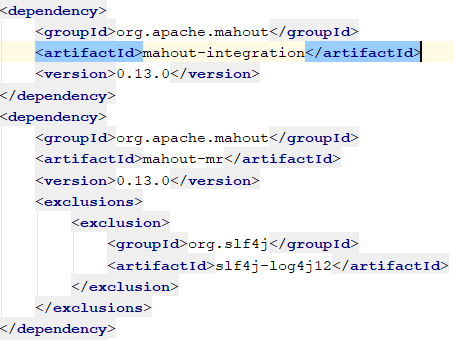 <dependency>
<groupId>org.apache.mahout</groupId>
<artifactId>mahout-integration</artifactId>
<version>0.13.0</version>
</dependency>
<dependency>
<groupId>org.apache.mahout</groupId>
<artifactId>mahout-mr</artifactId>
<version>0.13.0</version>
<exclusions>
<exclusion>
<groupId>org.slf4j</groupId>
<artifactId>slf4j-log4j12</artifactId>
</exclusion>
</exclusions>
</dependency>